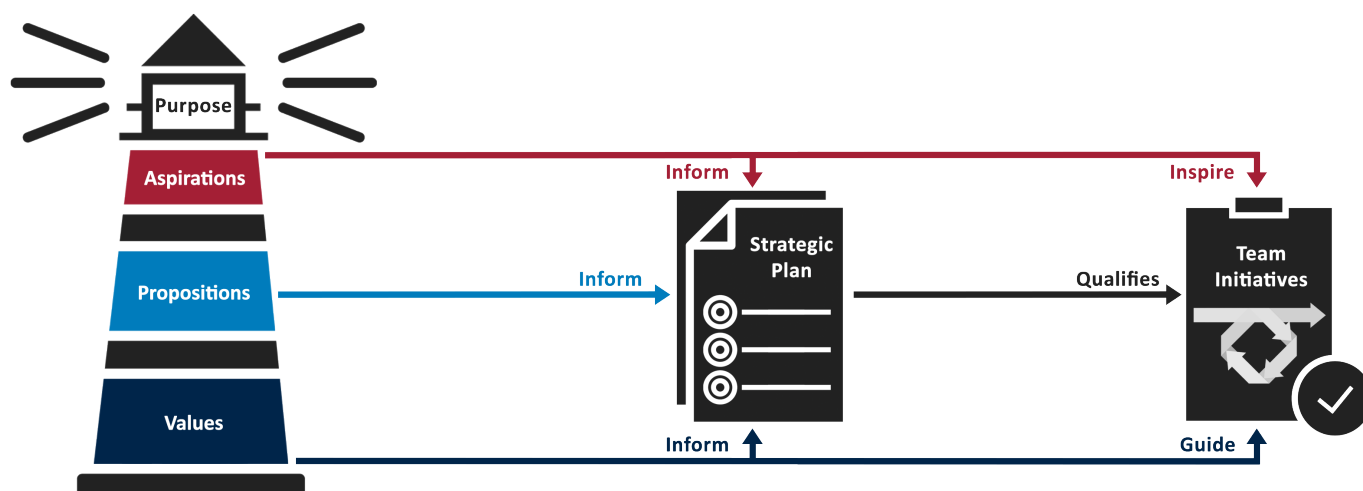 Purpose
Aspirations
Propositions
Values
Inform
Inspire
Inform
Strategic
Plan
Qualifies
Team
Initiatives
Inform
Guide